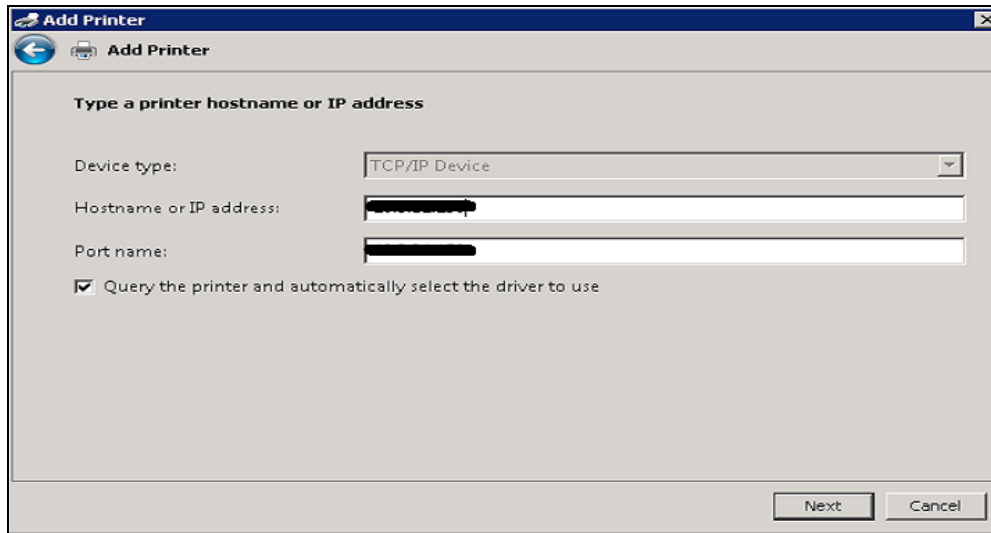 Add Printer
Add Printer
Type a printer hostname or IP address
Device type: TCP/IP Device
Hostname or IP address:
Port name:
Query the printer and automatically select the driver to use
Next Cancel